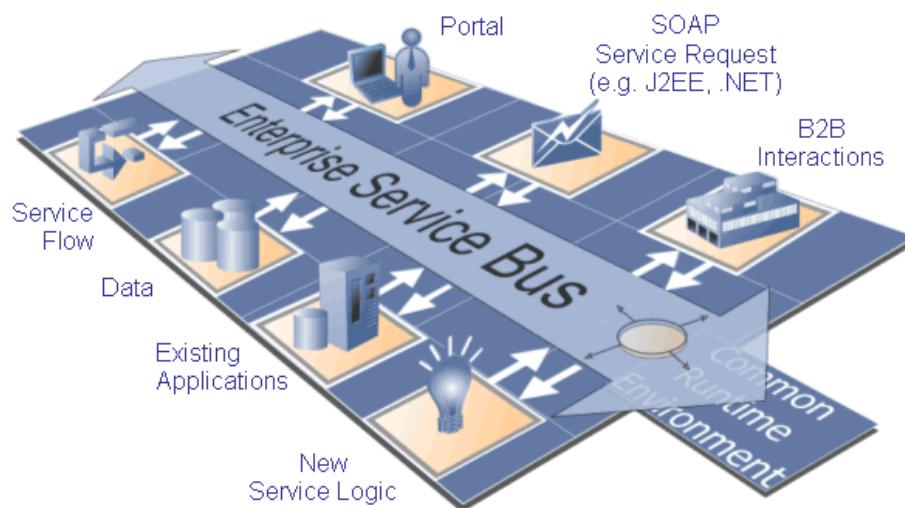 Portal
SOAP
Service Request
(e.g. J2EE, .NET)
B2B
Interactions
Enterprise Service Bus
Service
Flow
Data
Existing
Applications
New
Service Logic
Common
Runtime
Environment